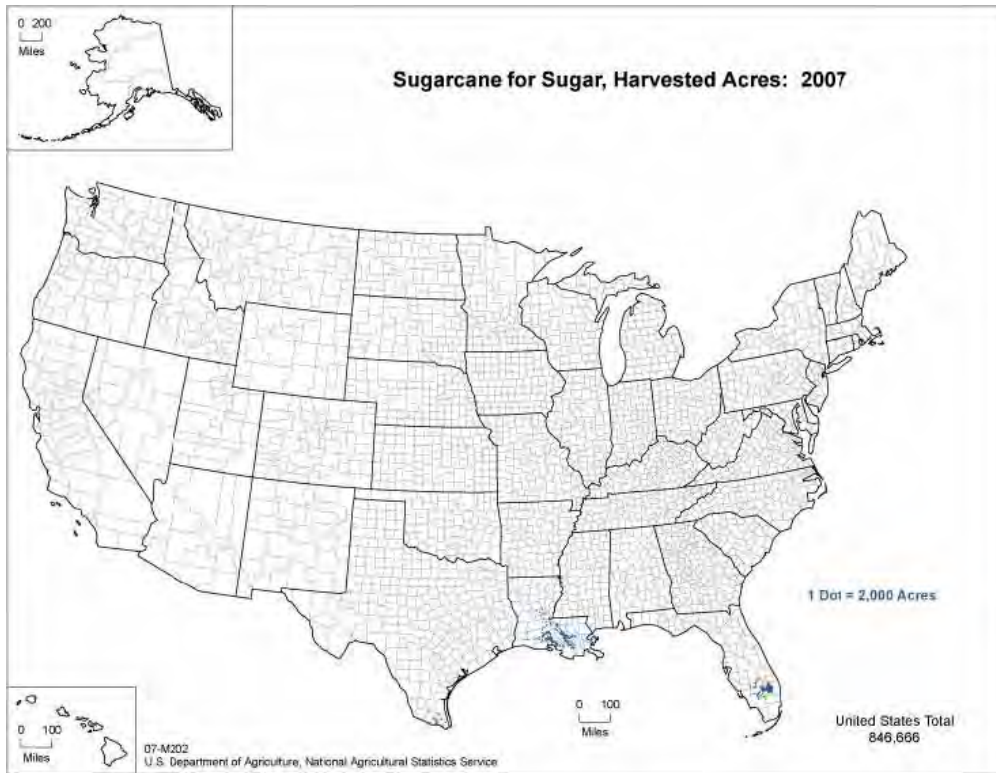 0 200
Miles
Sugarcane for Sugar, Harvested Acres: 2007
1 Dot = 2,000 Acres
0 100
Miles
0 100
Miles
United States Total
846,666
07-M202
U.S. Department of Agriculture, National Agricultural Statistics Service